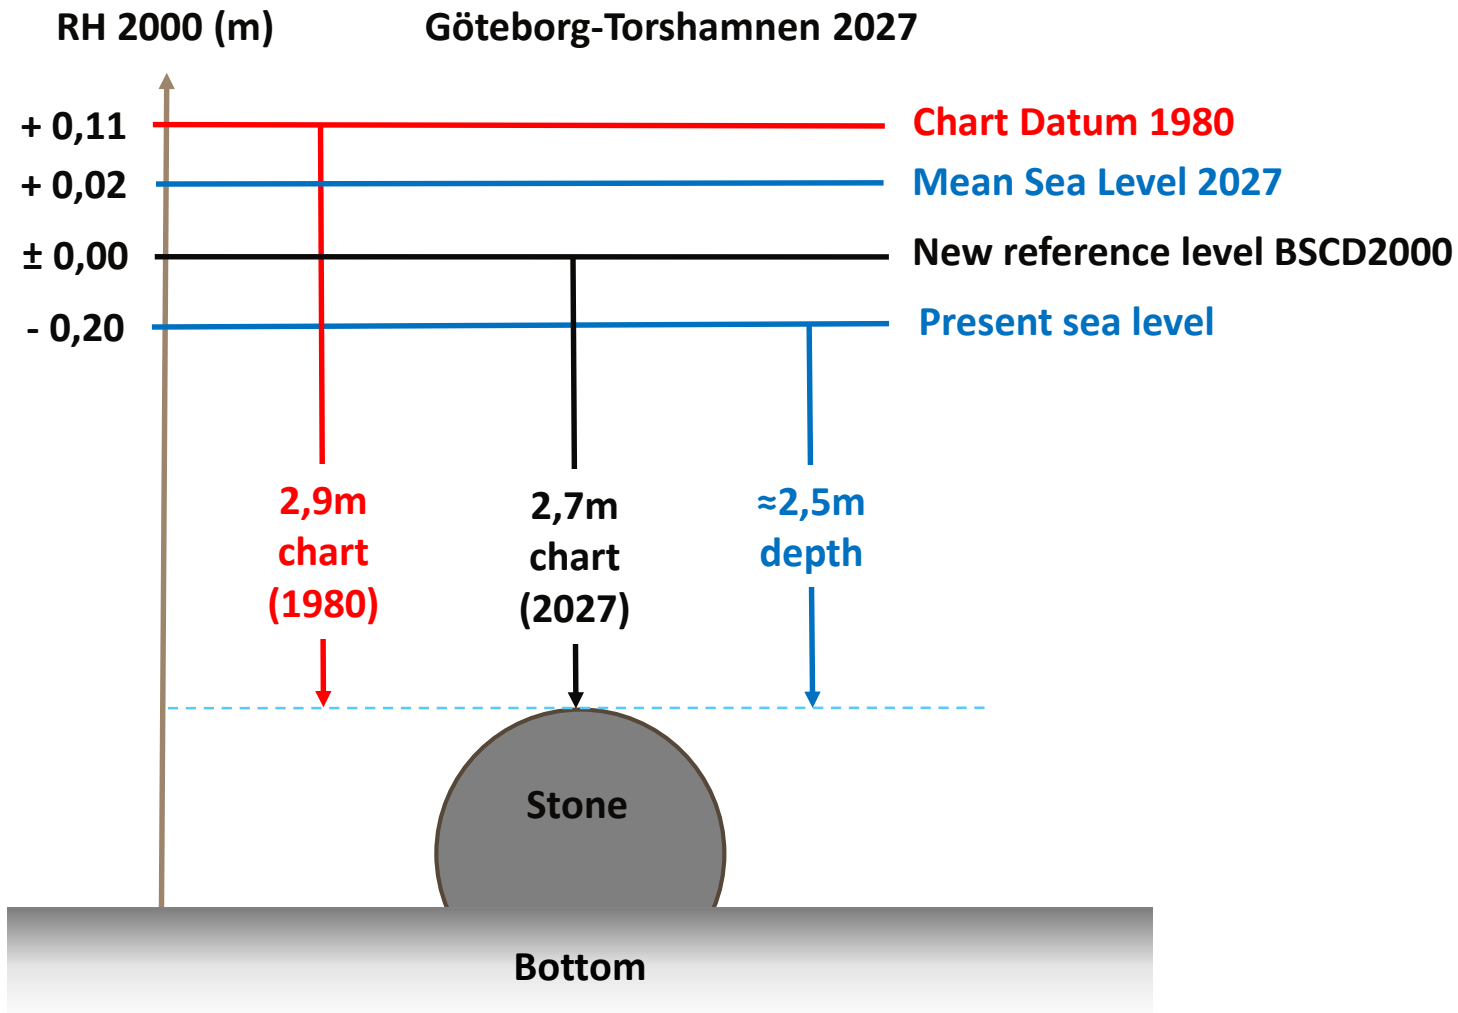 RH 2000 (m)
Göteborg-Torshamnen 2027
+ 0,11
Chart Datum 1980
+ 0,02
Mean Sea Level 2027
± 0,00
New reference level BSCD2000
- 0,20
Present sea level
2,9m
chart
(1980)
2,7m
chart
(2027)
≈2,5m
depth
Stone
Bottom